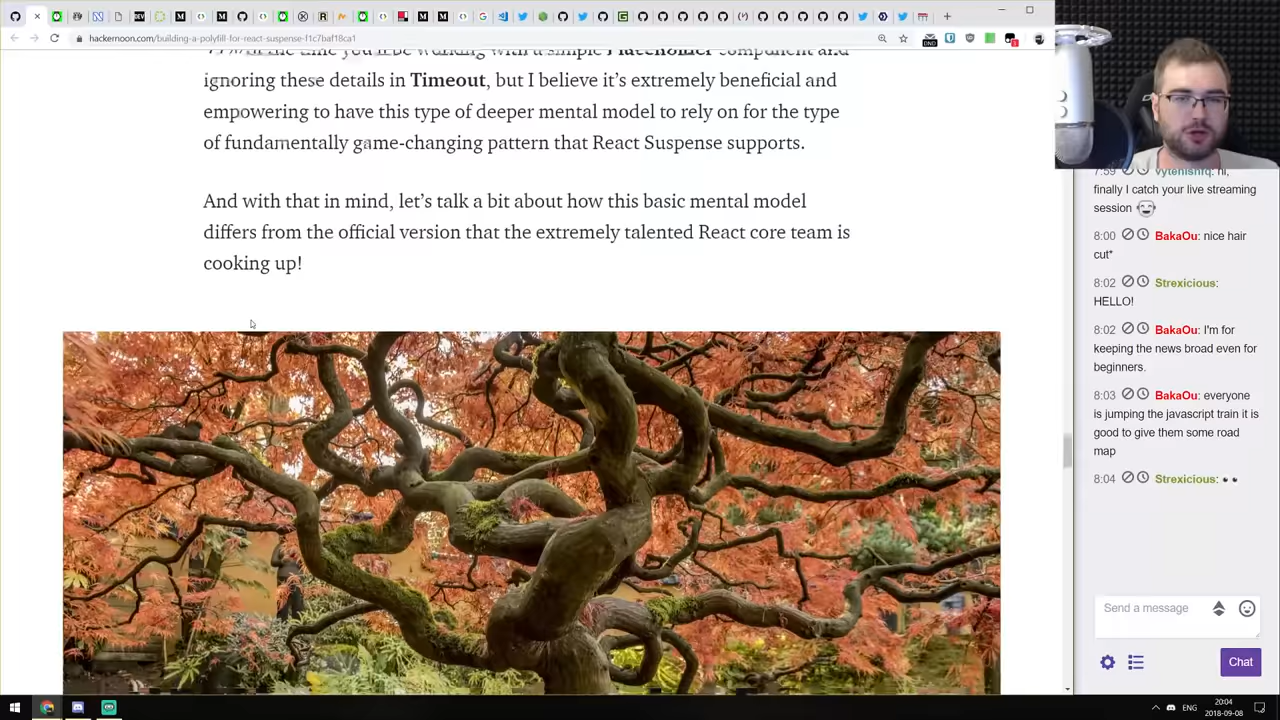 hackernoon.com/building-a-polyfill-for-react-suspense-f1c7baf18ca1
ignoring these details in Timeout, but I believe it's extremely beneficial and
empowering to have this type of deeper mental model to rely on for the type
of fundamentally game-changing pattern that React Suspense supports.
And with that in mind, let's talk a bit about how this basic mental model
differs from the official version that the extremely talented React core team is
cooking up!
7:59 vytenisnrq: hi,
finally I catch your live streaming
session
8:00 BakaOu: nice hair
cut*
8:02 Strexicious:
HELLO!
8:02 BakaOu: I'm for
keeping the news broad even for
beginners.
8:03 BakaOu: everyone
is jumping the javascript train it is
good to give them some road
map
8:04 Strexicious:
Send a message
Chat
ENG
20:04
2018-09-08